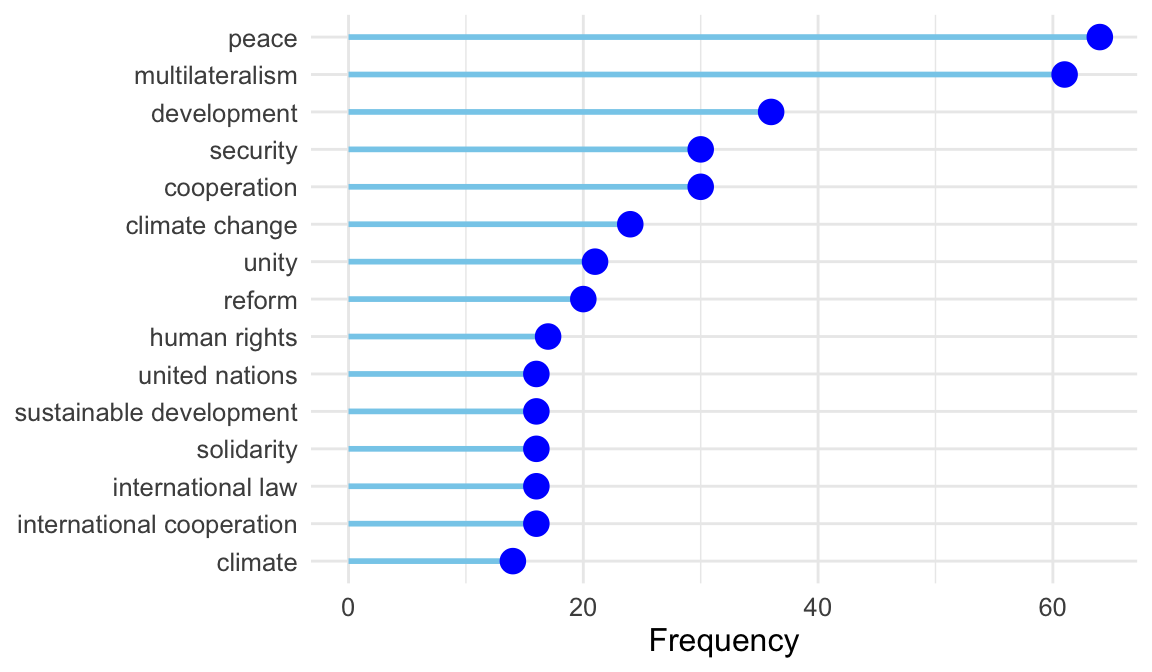 peace
multilateralism
development
security
cooperation
climate change
unity
reform
human rights
united nations
sustainable development
solidarity
international law
international cooperation
climate
0 20 40 60
Frequency